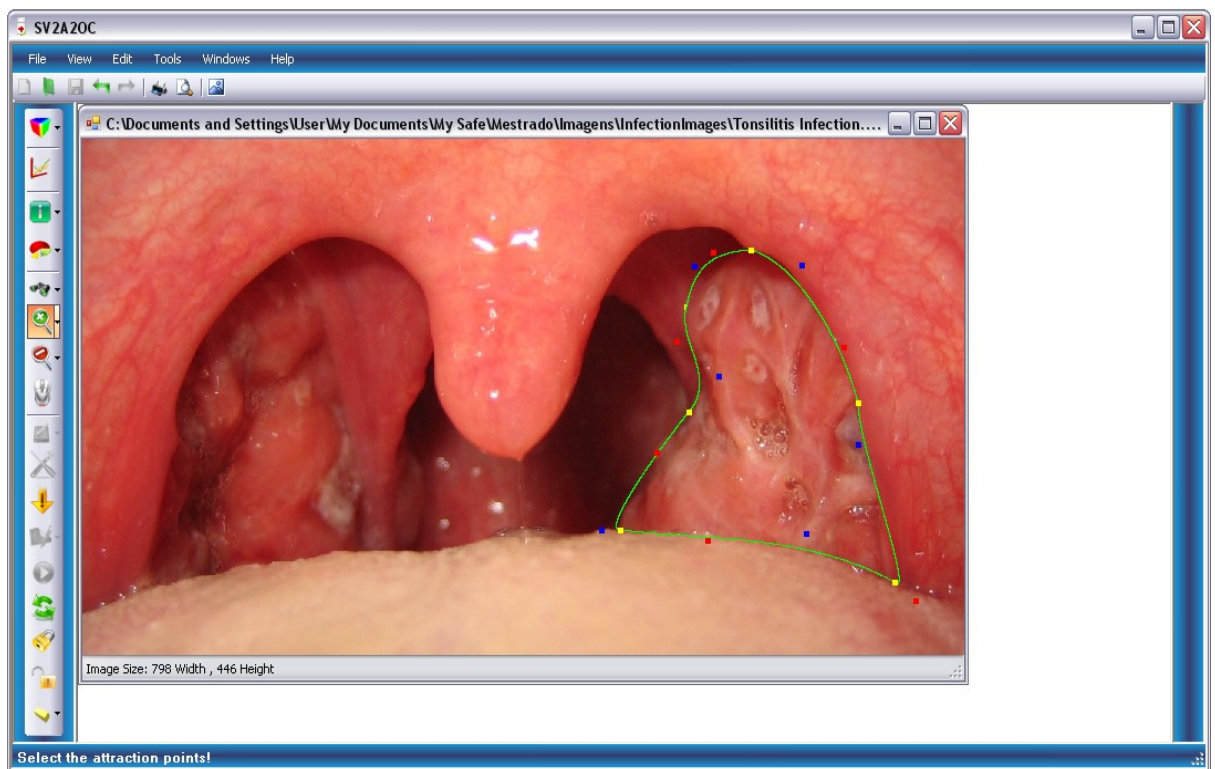 SV2A2OC
File View Edit Tools Windows Help
C:\Documents and Settings\User\My Documents\My Safe\Mestrado\Imagens\InfectionImages\Tonsilitis Infection....
Image Size: 798 Width , 446 Height
Select the attraction points!